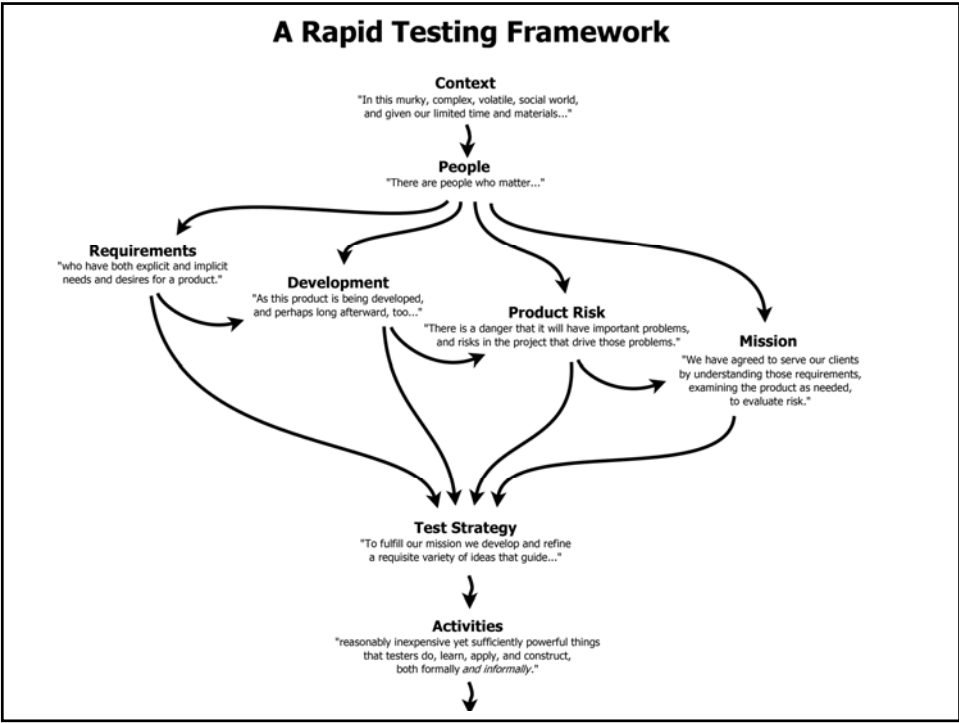 A Rapid Testing Framework
Context
"In this murky, complex, volatile, social world,
and given our limited time and materials..."
People
"There are people who matter..."
Requirements
"who have both explicit and implicit
needs and desires for a product."
Development
"As this product is being developed,
and perhaps long afterward, too..."
Product Risk
"There is a danger that it will have important problems,
and risks in the project that drive those problems."
Mission
"We have agreed to serve our clients
by understanding those requirements,
examining the product as needed,
to evaluate risk."
Test Strategy
"To fulfill our mission we develop and refine
a requisite variety of ideas that guide..."
Activities
"reasonably inexpensive yet sufficiently powerful things
that testers do, learn, apply, and construct,
both formally and informally."